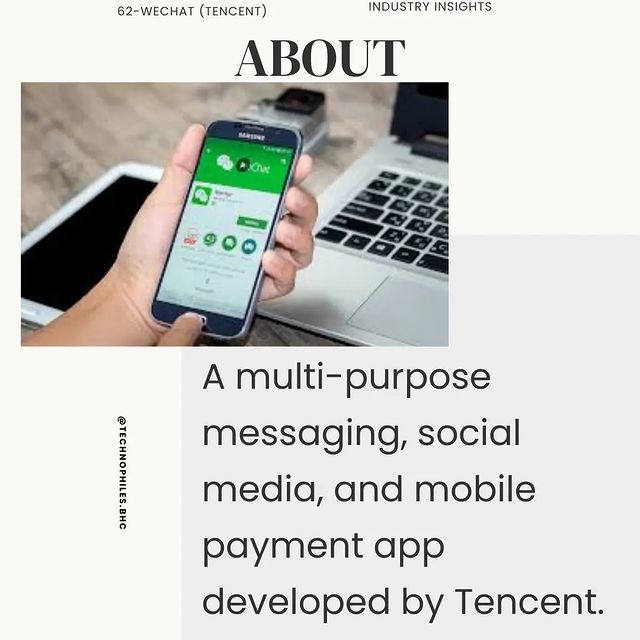 62-WECHAT (TENCENT)
INDUSTRY INSIGHTS
ABOUT
SAMSUNG
A multi-purpose
messaging, social
media, and mobile
payment app
developed by Tencent.
@TECHNOPHILES.BHC